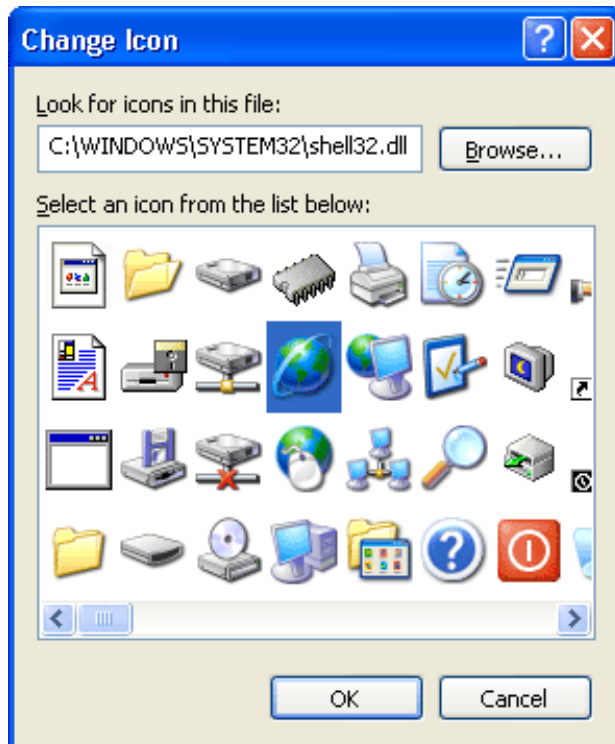 Change Icon
Look for icons in this file:
C:\WINDOWS\SYSTEM32\shell32.dll
Browse...
Select an icon from the list below:
OK
Cancel